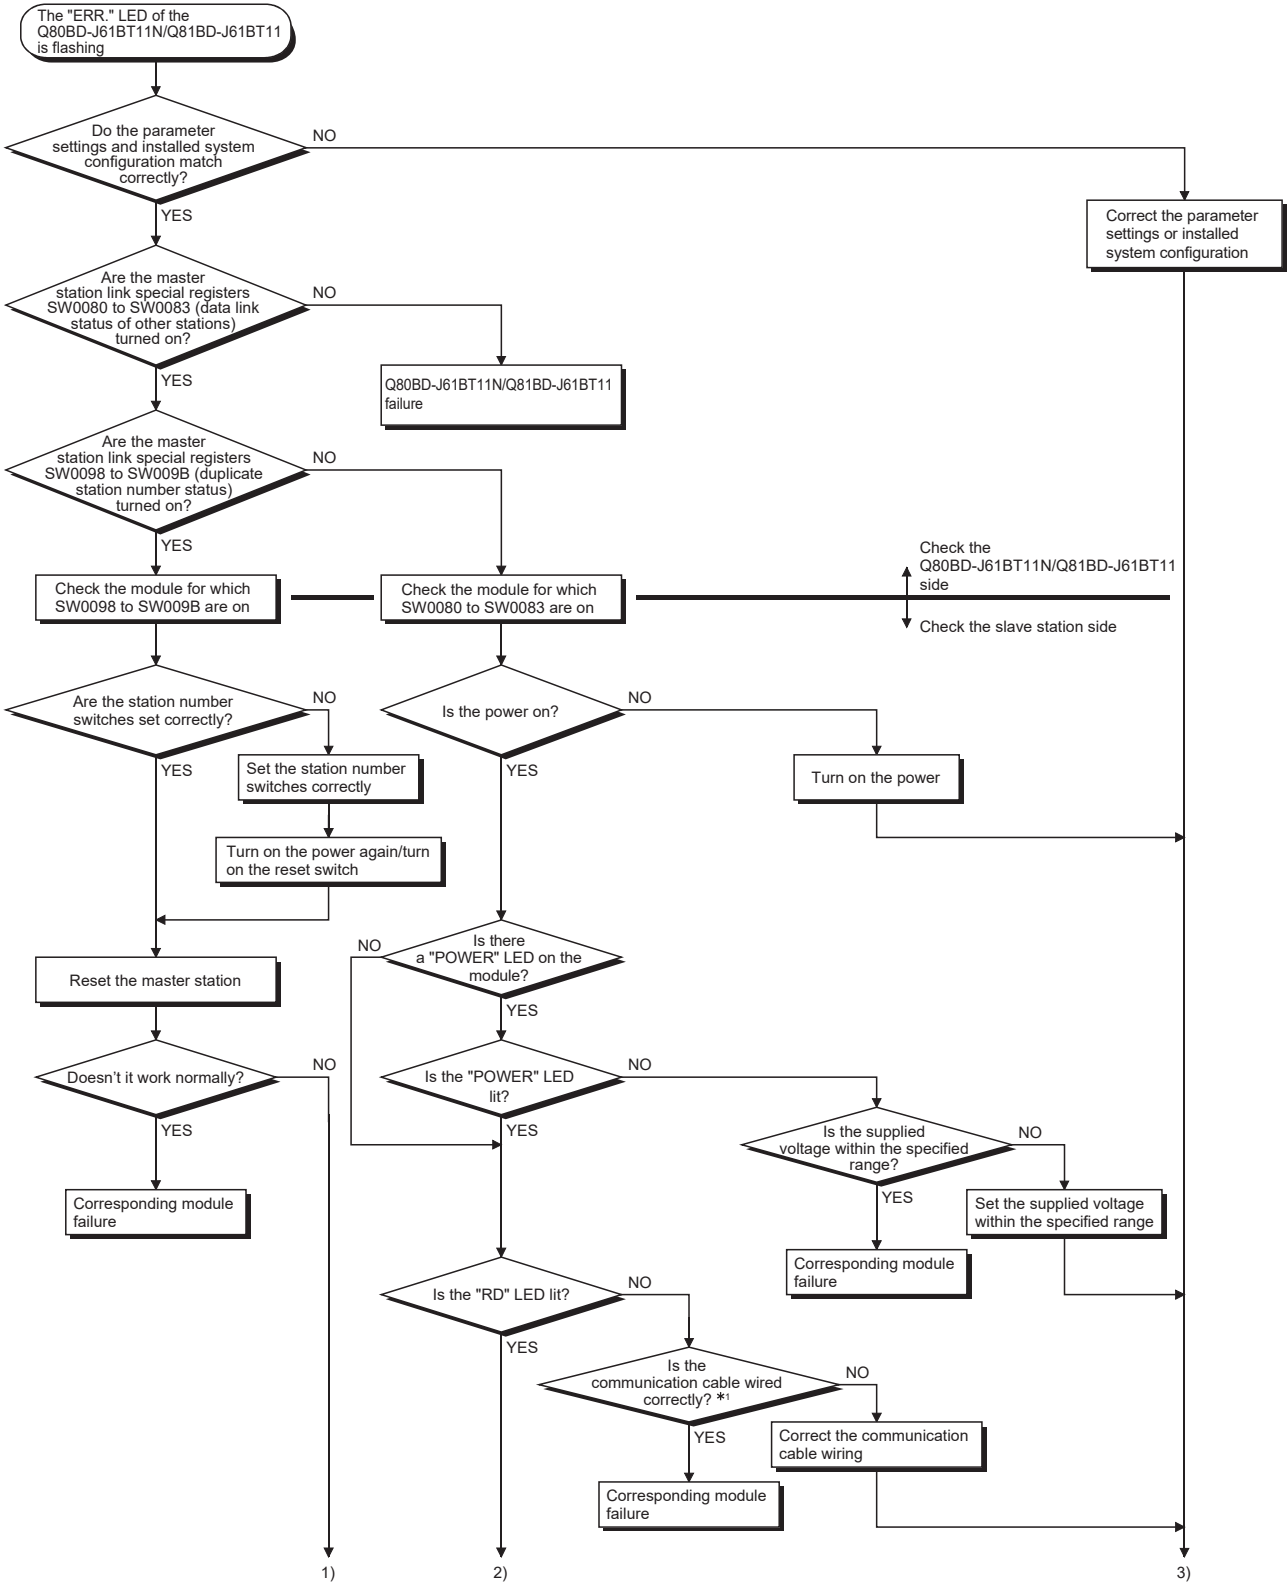 The "ERR." LED of the
Q80BD-J61BT11N/Q81BD-J61BT11
is flashing
Do the parameter
settings and installed system
configuration match
correctly?
NO
YES
Correct the parameter
settings or installed
system configuration
Are the master
station link special registers
SW0080 to SW0083 (data link
status of other stations)
turned on?
NO
YES
Q80BD-J61BT11N/Q81BD-J61BT11
failure
Are the master
station link special registers
SW0098 to SW009B (duplicate
station number status)
turned on?
NO
YES
Check the module for which
SW0098 to SW009B are on
Check the module for which
SW0080 to SW0083 are on
Check the
Q80BD-J61BT11N/Q81BD-J61BT11
side
Check the slave station side
Are the station number
switches set correctly?
NO
YES
Set the station number
switches correctly
Turn on the power again/turn
on the reset switch
Is the power on?
NO
YES
Turn on the power
Reset the master station
Is there
a "POWER" LED on the
module?
NO
YES
Doesn't it work normally?
NO
YES
Corresponding module
failure
Is the "POWER" LED
lit?
NO
YES
Is the supplied
voltage within the specified
range?
NO
YES
Set the supplied voltage
within the specified range
Corresponding module
failure
Is the "RD" LED lit?
NO
YES
Is the
communication cable wired
correctly? *1
NO
YES
Correct the communication
cable wiring
Corresponding module
failure
1)
2)
3)